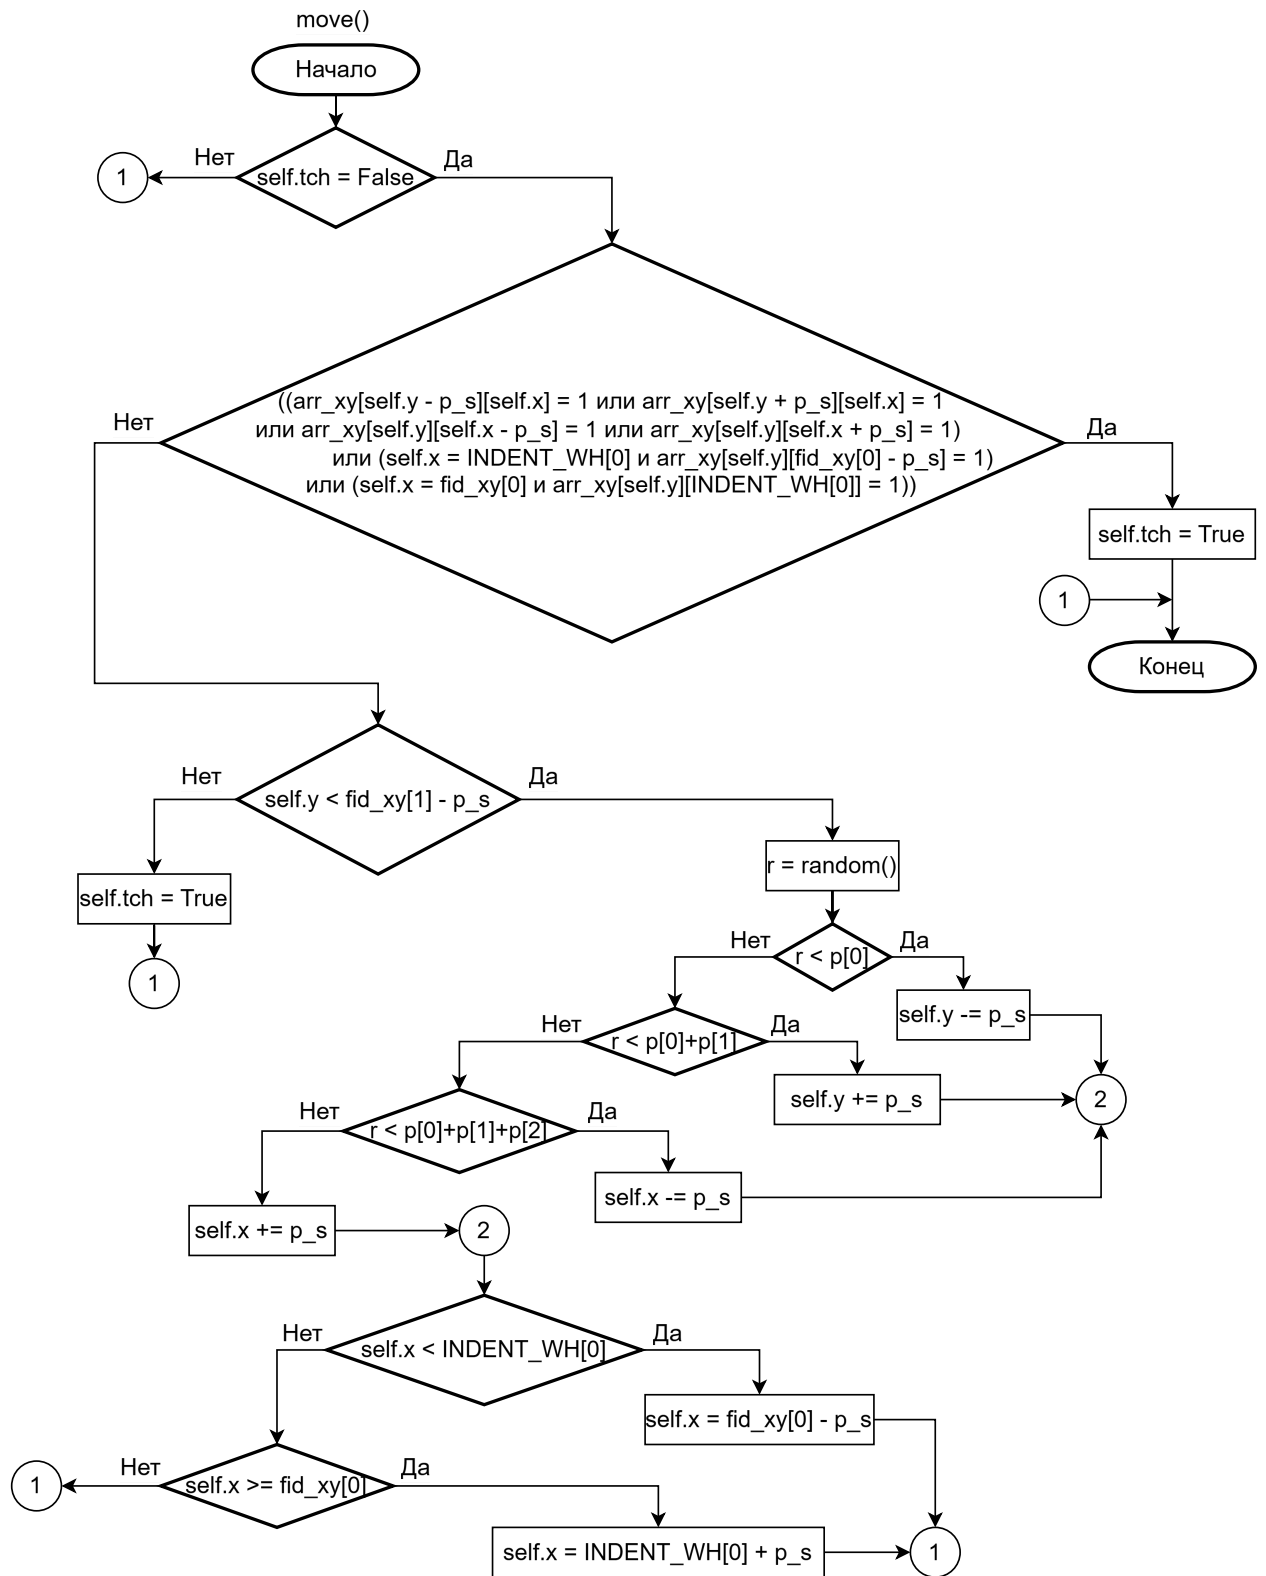 move()
Начало
Нет
Да
1
self.tch = False
((arr_xy[self.y - p_s][self.x] = 1 или arr_xy[self.y + p_s][self.x] = 1
или arr_xy[self.y][self.x - p_s] = 1 или arr_xy[self.y][self.x + p_s] = 1)
или (self.x = INDENT_WH[0] и arr_xy[self.y][fid_xy[0] - p_s] = 1)
или (self.x = fid_xy[0] и arr_xy[self.y][INDENT_WH[0]] = 1))
Нет
Да
self.tch = True
1
Конец
Нет
Да
self.y < fid_xy[1] - p_s
r = random()
self.tch = True
1
Нет
Да
r < p[0]
self.y -= p_s
Нет
Да
r < p[0]+p[1]
self.y += p_s
2
Нет
Да
r < p[0]+p[1]+p[2]
self.x -= p_s
self.x += p_s
2
Нет
Да
self.x < INDENT_WH[0]
self.x = fid_xy[0] - p_s
Нет
Да
1
self.x >= fid_xy[0]
self.x = INDENT_WH[0] + p_s
1